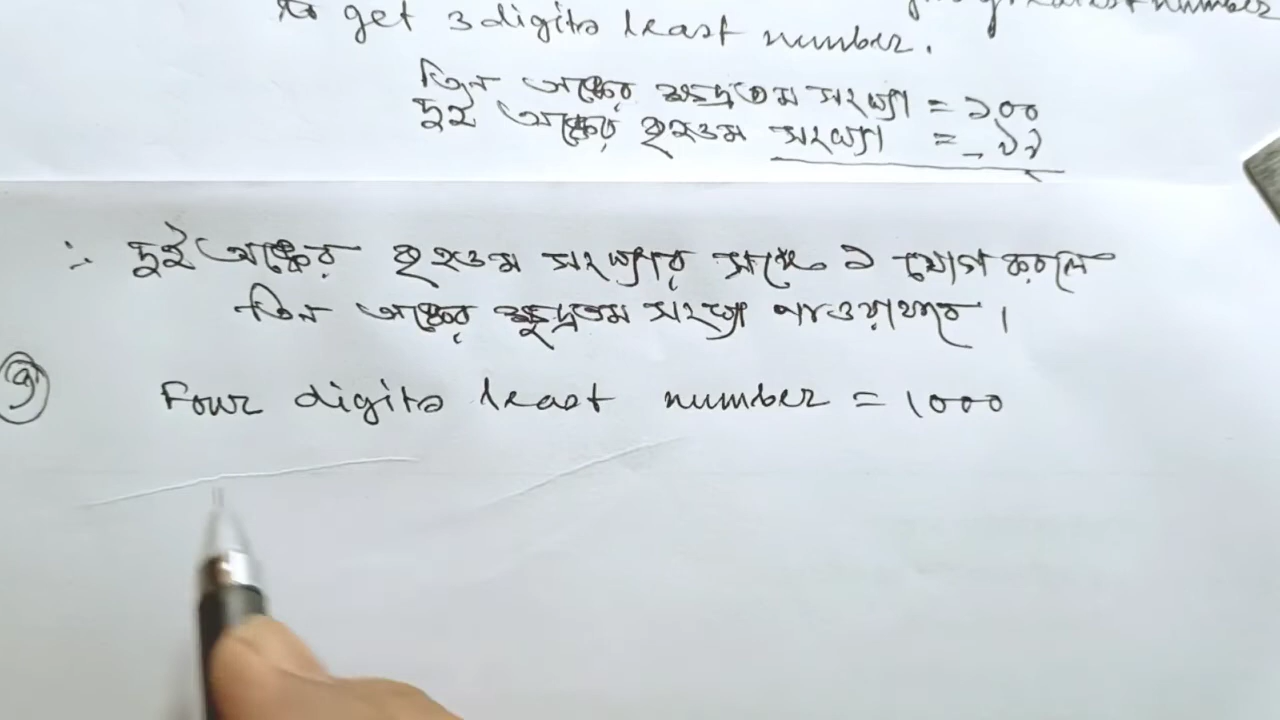 to get 3 digits least number.
তিন অঙ্কের ক্ষুদ্রতম সংখ্যা = ১০০
দুই অঙ্কের বৃহত্তম সংখ্যা = - ৯৯
∴ দুই অঙ্কের বৃহত্তম সংখ্যার সাথে ১ যোগ করলে
তিন অঙ্কের ক্ষুদ্রতম সংখ্যা পাওয়া যাবে।
Four digits least number = 1000